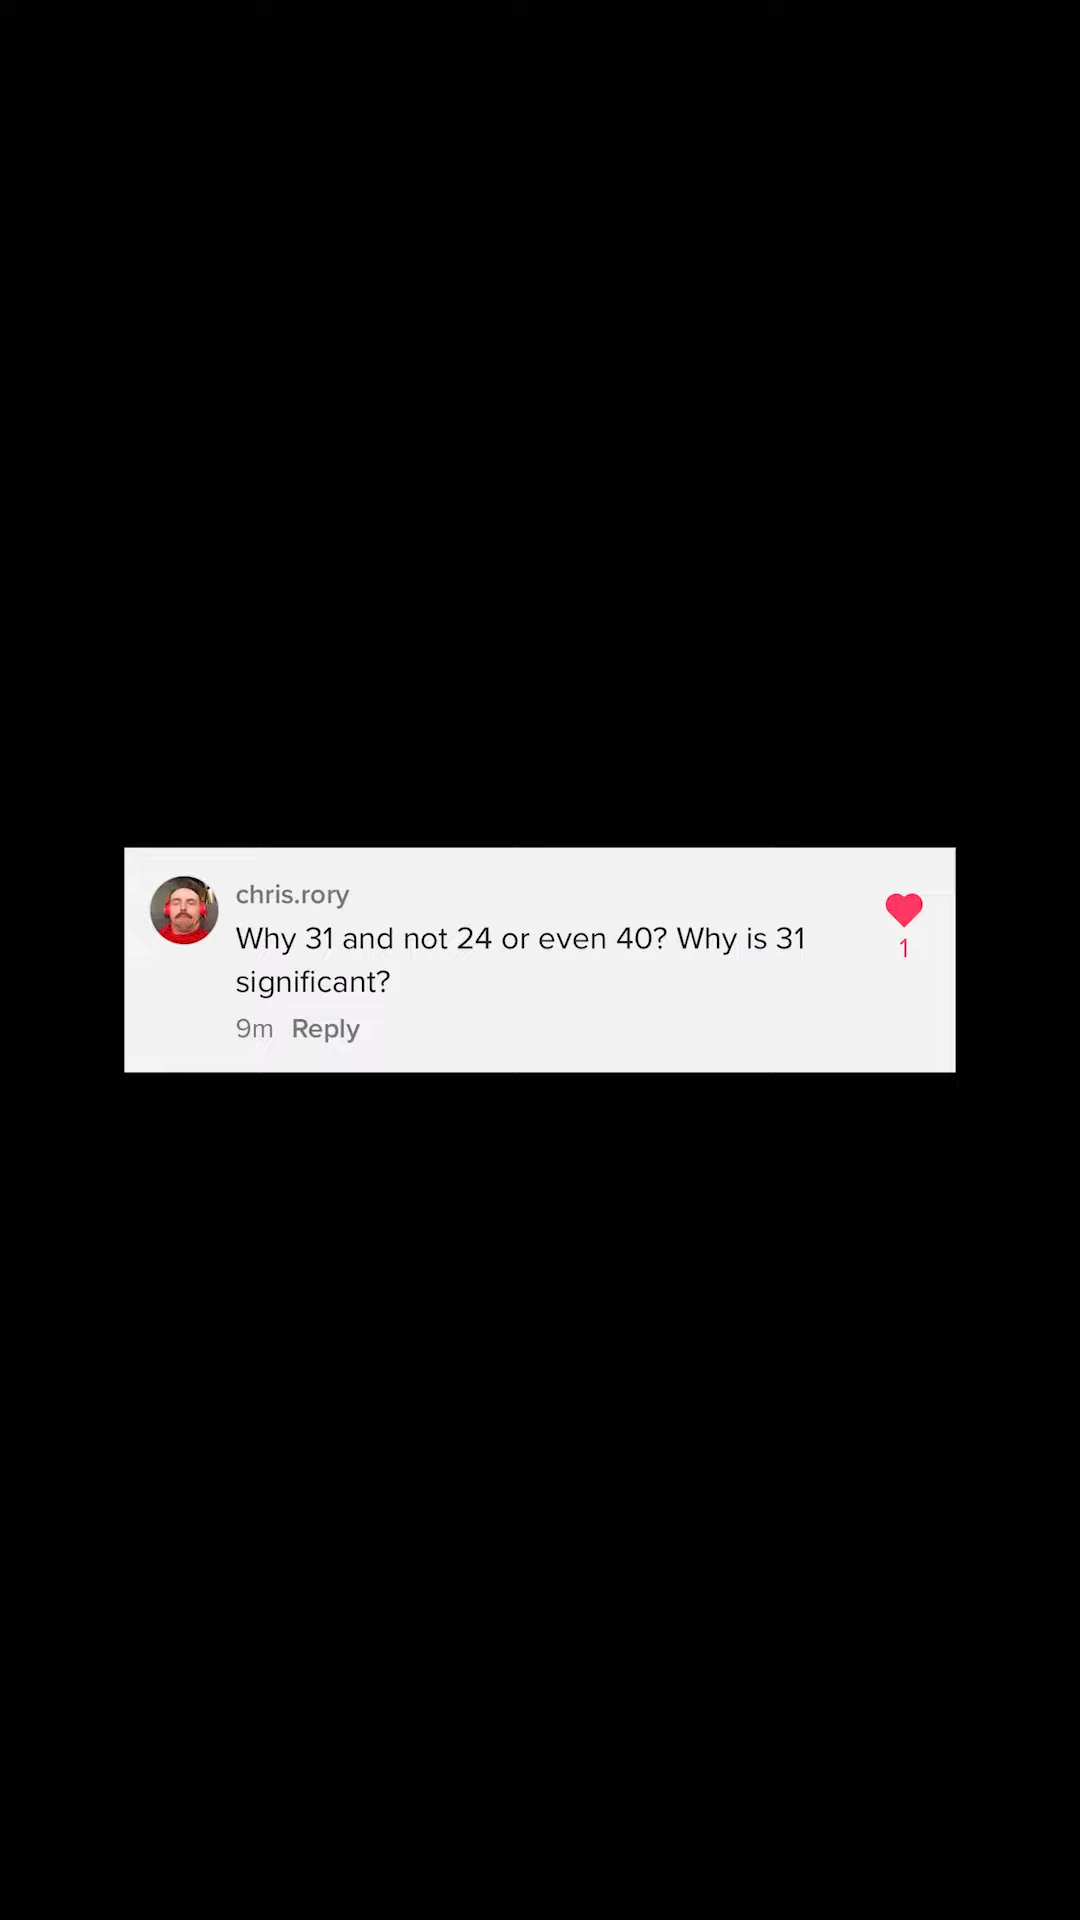 chris.rory
Why 31 and not 24 or even 40? Why is 31
significant?
1
9m Reply